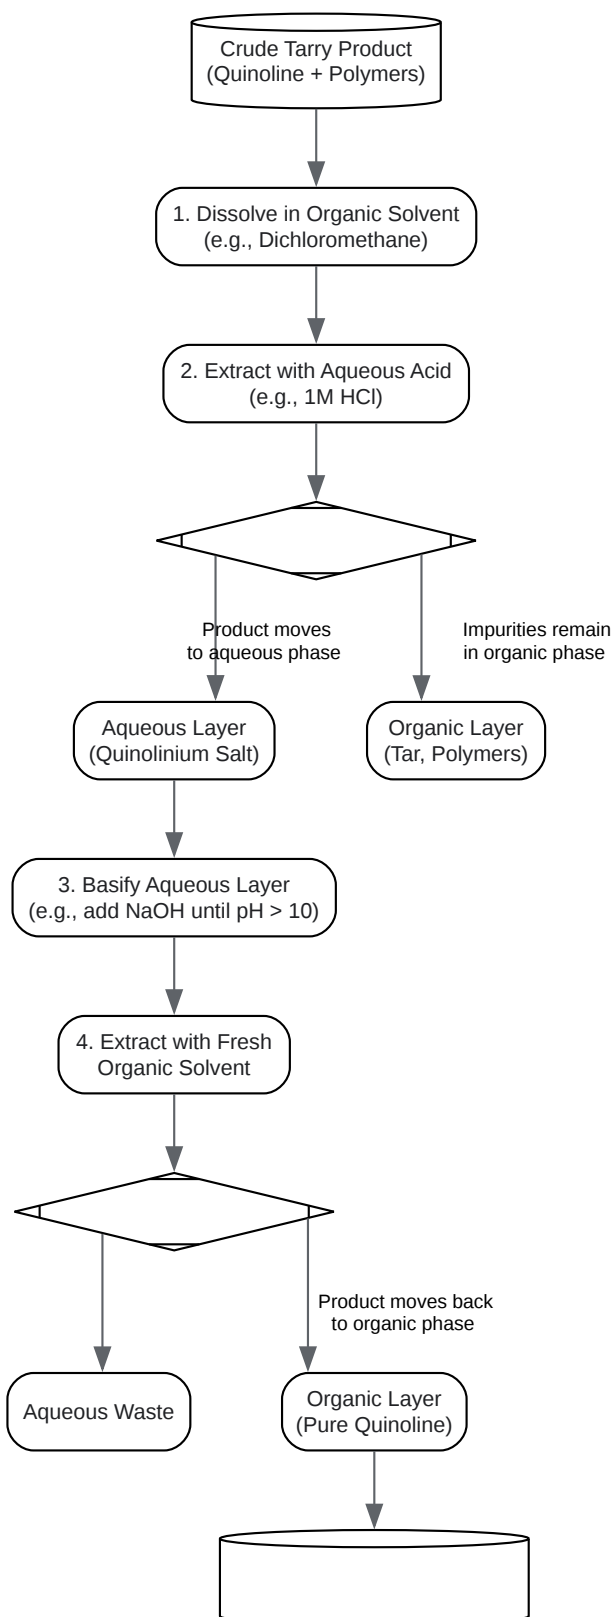 Crude Tarry Product
(Quinoline + Polymers)
1. Dissolve in Organic Solvent
(e.g., Dichloromethane)
2. Extract with Aqueous Acid
(e.g., 1M HCl)
Product moves
to aqueous phase
Impurities remain
in organic phase
Aqueous Layer
(Quinolinium Salt)
Organic Layer
(Tar, Polymers)
3. Basify Aqueous Layer
(e.g., add NaOH until pH > 10)
4. Extract with Fresh
Organic Solvent
Product moves back
to organic phase
Aqueous Waste
Organic Layer
(Pure Quinoline)